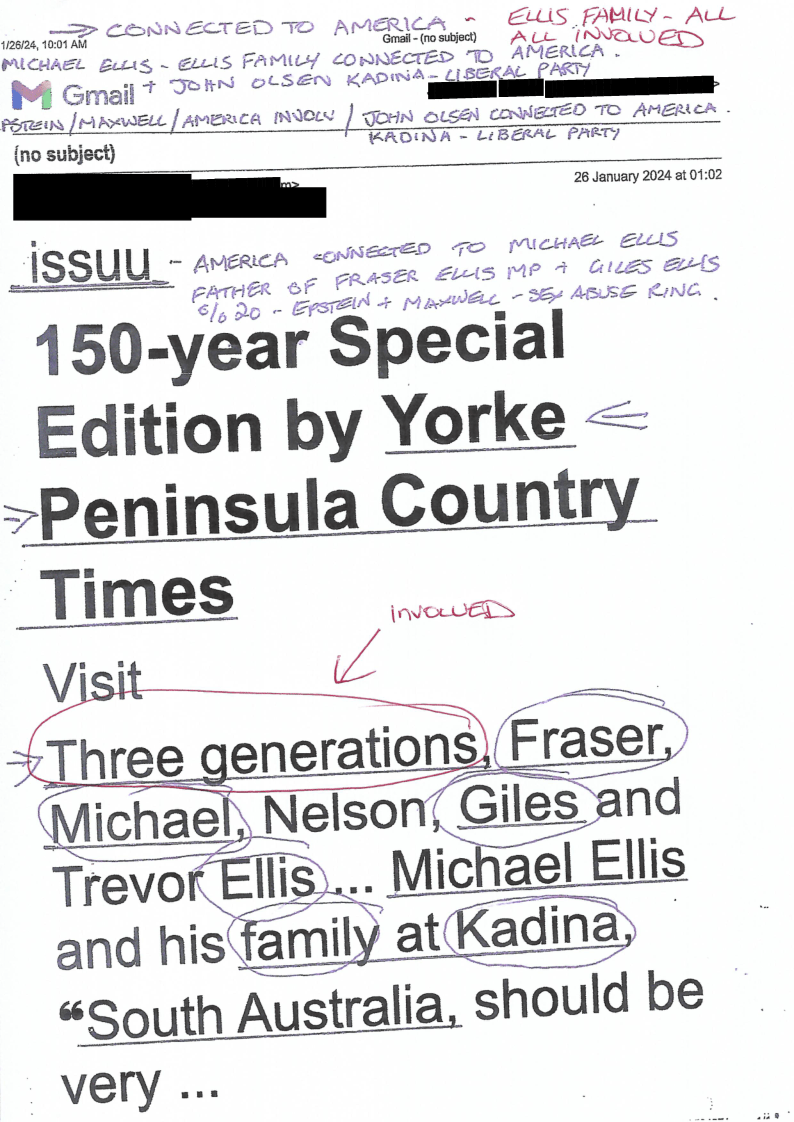 → CONNECTED TO AMERICA - ELLIS FAMILY - ALL
ALL INVOLVED
1/26/24, 10:01 AM Gmail - (no subject)
MICHAEL ELLIS - ELLIS FAMILY CONNECTED TO AMERICA.
Gmail + JOHN OLSEN KADINA - LIBERAL PARTY
PSTEIN/MAXWELL/AMERICA INVOLV / JOHN OLSEN CONNECTED TO AMERICA.
KADINA - LIBERAL PARTY
(no subject)
26 January 2024 at 01:02
m>
issuu - AMERICA CONNECTED TO MICHAEL ELLIS
FATHER OF FRASER ELLIS MP + GILES ELLIS
6/6 20 - EPSTEIN + MAXWELL - SEX ABUSE RING.
150-year Special
Edition by Yorke
Peninsula Country
Times
INVOLVED
Visit
Three generations, Fraser,
Michael, Nelson, Giles and
Trevor Ellis ... Michael Ellis
and his family at Kadina,
“South Australia, should be
very ...